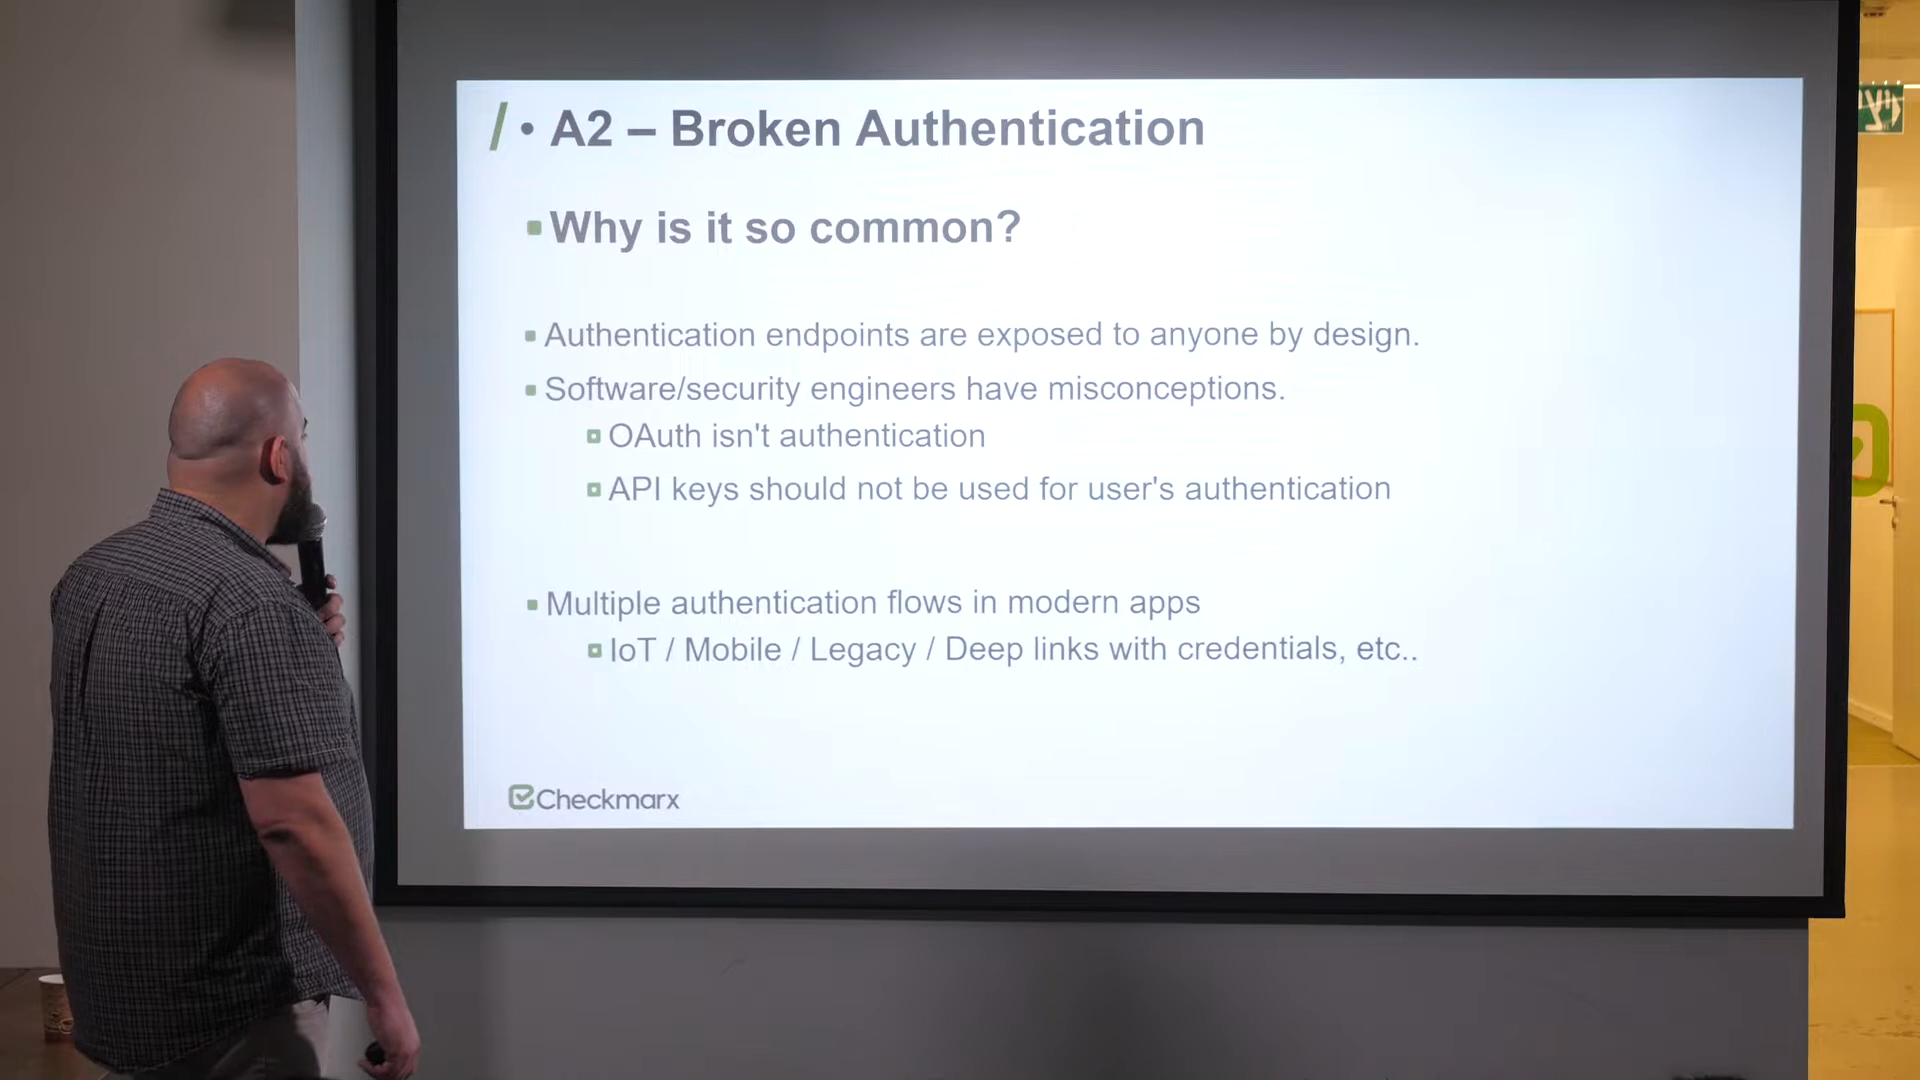 / • A2 – Broken Authentication
Why is it so common?
Authentication endpoints are exposed to anyone by design.
Software/security engineers have misconceptions.
OAuth isn't authentication
API keys should not be used for user's authentication
Multiple authentication flows in modern apps
IoT / Mobile / Legacy / Deep links with credentials, etc..
Checkmarx